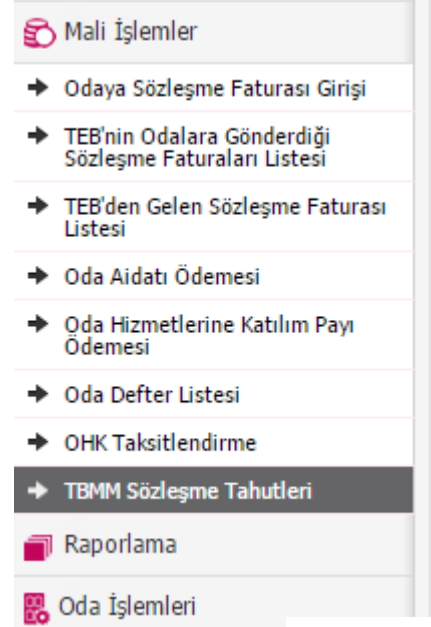 Mali İşlemler
Odaya Sözleşme Faturası Girişi
TEB'nin Odalara Gönderdiği
Sözleşme Faturaları Listesi
TEB'den Gelen Sözleşme Faturası
Listesi
Oda Aidatı Ödemesi
Oda Hizmetlerine Katılım Payı
Ödemesi
Oda Defter Listesi
OHK Taksitlendirme
TBMM Sözleşme Tahutleri
Raporlama
Oda İşlemleri